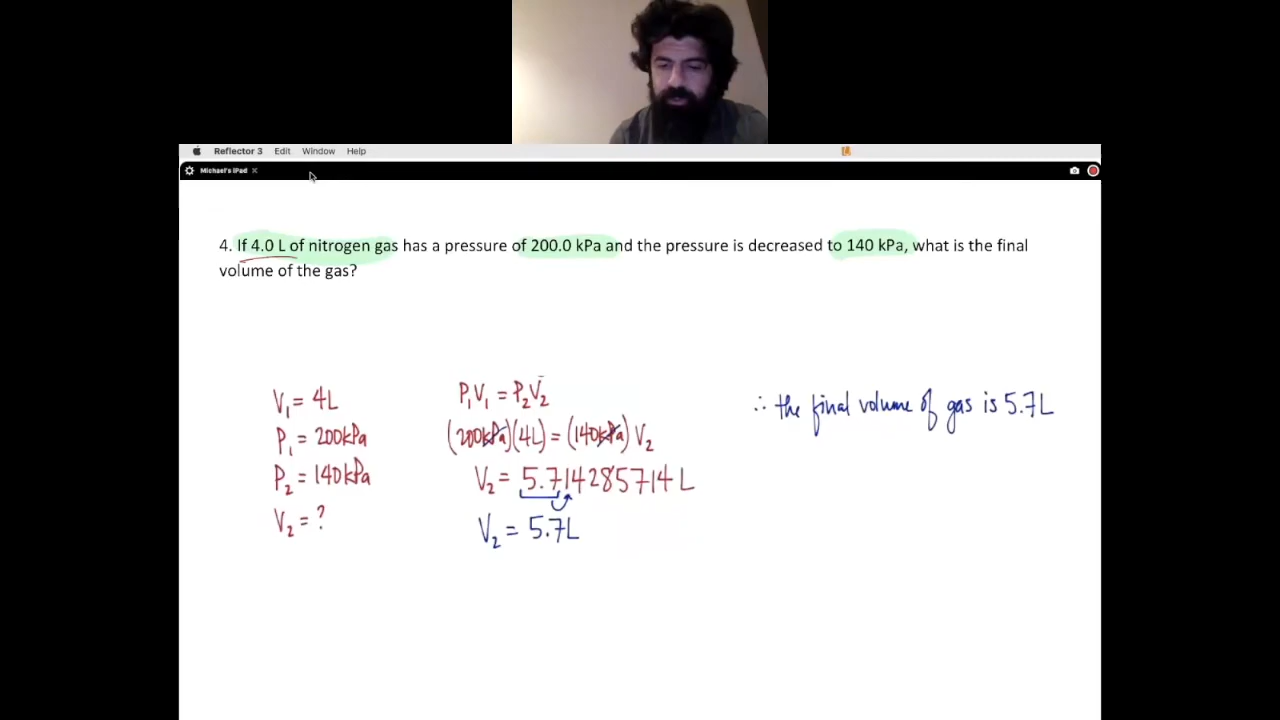 Reflector 3 Edit Window Help
Michael's iPad
4. If 4.0 L of nitrogen gas has a pressure of 200.0 kPa and the pressure is decreased to 140 kPa, what is the final
volume of the gas?
V₁ = 4L
P₁ = 200kPa
P₂ = 140kPa
V₂ = ?
P₁V₁ = P₂V₂
(200kPa)(4L) = (140kPa) V₂
V₂ = 5.714285714 L
V₂ = 5.7L
∴ the final volume of gas is 5.7L